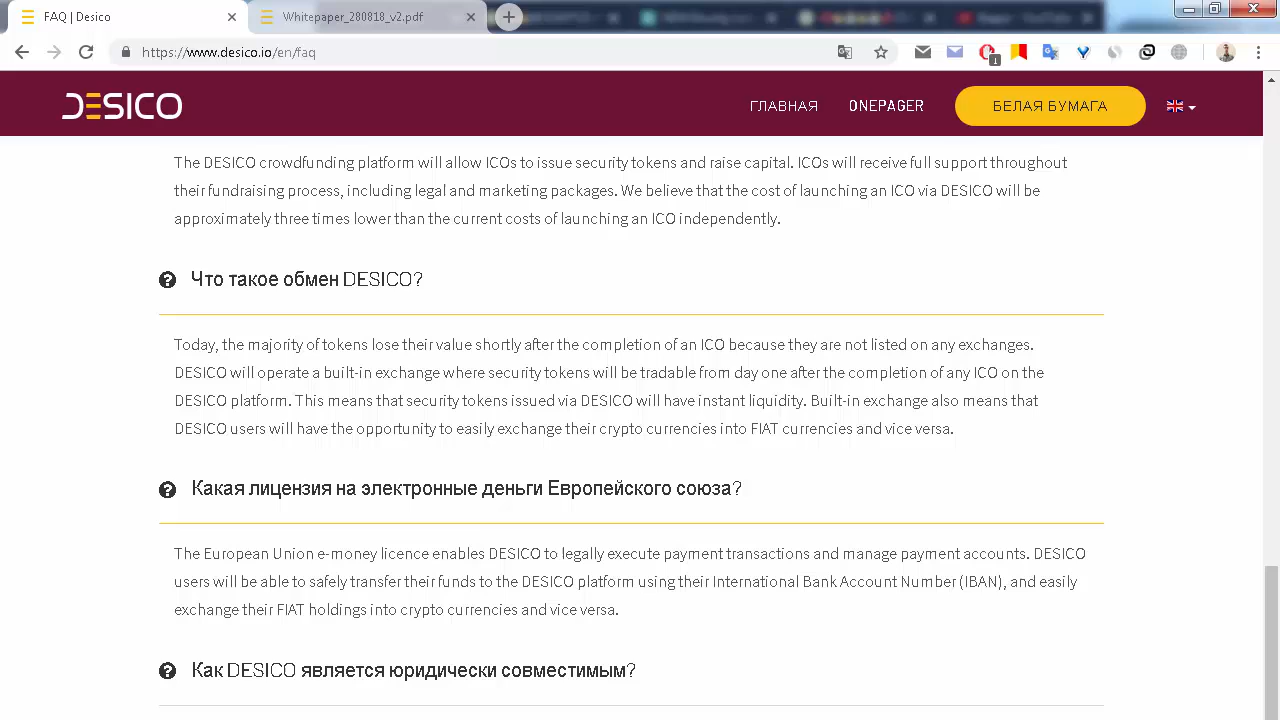 FAQ | Desico
Whitepaper_280818_v2.pdf
https://www.desico.io/en/faq
1
DESICO
ГЛАВНАЯ
ONEPAGER
БЕЛАЯ БУМАГА
The DESICO crowdfunding platform will allow ICOs to issue security tokens and raise capital. ICOs will receive full support throughout
their fundraising process, including legal and marketing packages. We believe that the cost of launching an ICO via DESICO will be
approximately three times lower than the current costs of launching an ICO independently.
Что такое обмен DESICO?
Today, the majority of tokens lose their value shortly after the completion of an ICO because they are not listed on any exchanges.
DESICO will operate a built-in exchange where security tokens will be tradable from day one after the completion of any ICO on the
DESICO platform. This means that security tokens issued via DESICO will have instant liquidity. Built-in exchange also means that
DESICO users will have the opportunity to easily exchange their crypto currencies into FIAT currencies and vice versa.
Какая лицензия на электронные деньги Европейского союза?
The European Union e-money licence enables DESICO to legally execute payment transactions and manage payment accounts. DESICO
users will be able to safely transfer their funds to the DESICO platform using their International Bank Account Number (IBAN), and easily
exchange their FIAT holdings into crypto currencies and vice versa.
Как DESICO является юридически совместимым?